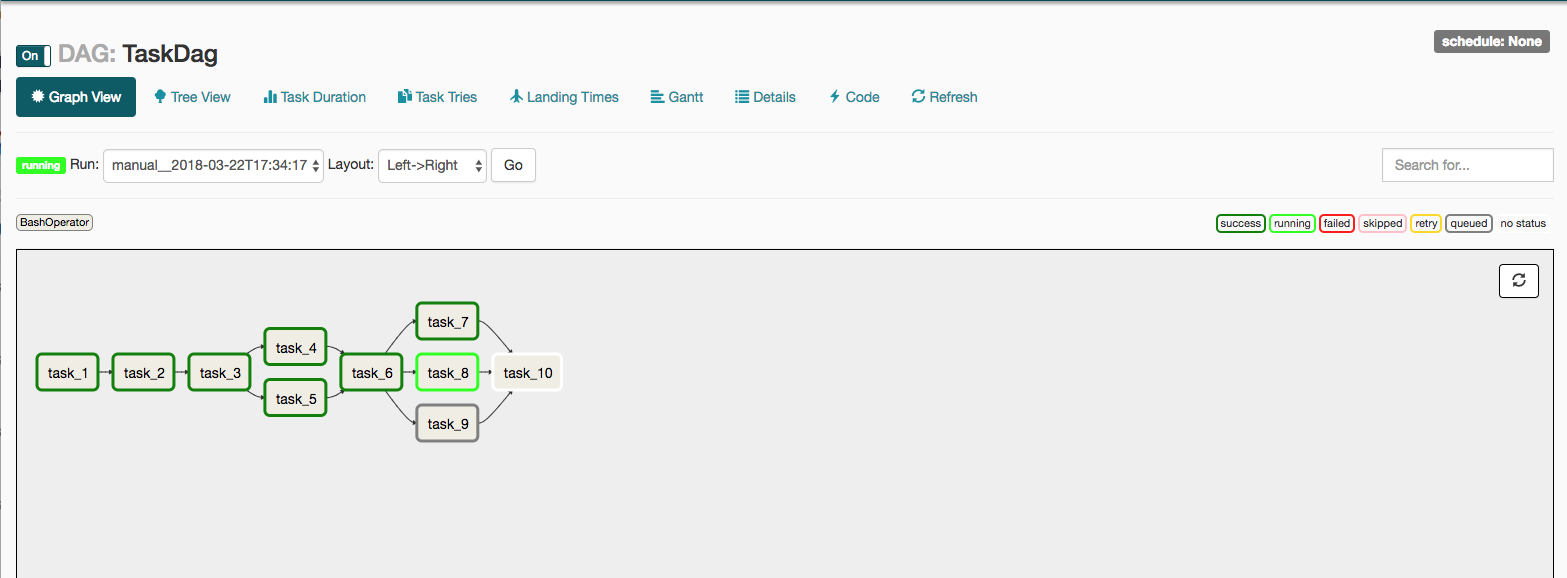 schedule: None
On DAG: TaskDag
Graph View Tree View Task Duration Task Tries Landing Times Gantt Details Code Refresh
running Run: manual__2018-03-22T17:34:17 Layout: Left->Right Go Search for...
BashOperator success running failed skipped retry queued no status
task_7
task_4
task_1 task_2 task_3 task_6 task_8 task_10
task_5
task_9